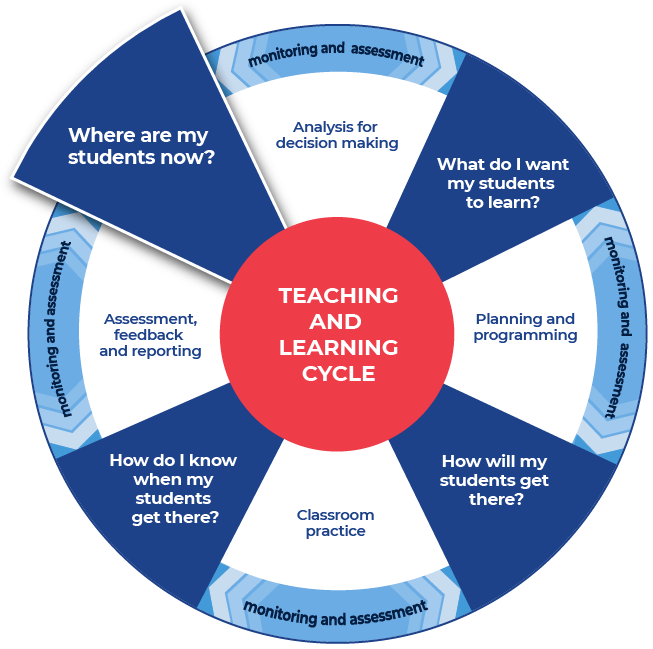 monitoring and assessment
Where are my
students now?
Analysis for
decision making
What do I want
my students
to learn?
monitoring and assessment
TEACHING
AND
LEARNING
CYCLE
Planning and
programming
monitoring and assessment
Assessment,
feedback
and reporting
How do I know
when my
students
get there?
Classroom
practice
How will my
students get
there?
monitoring and assessment